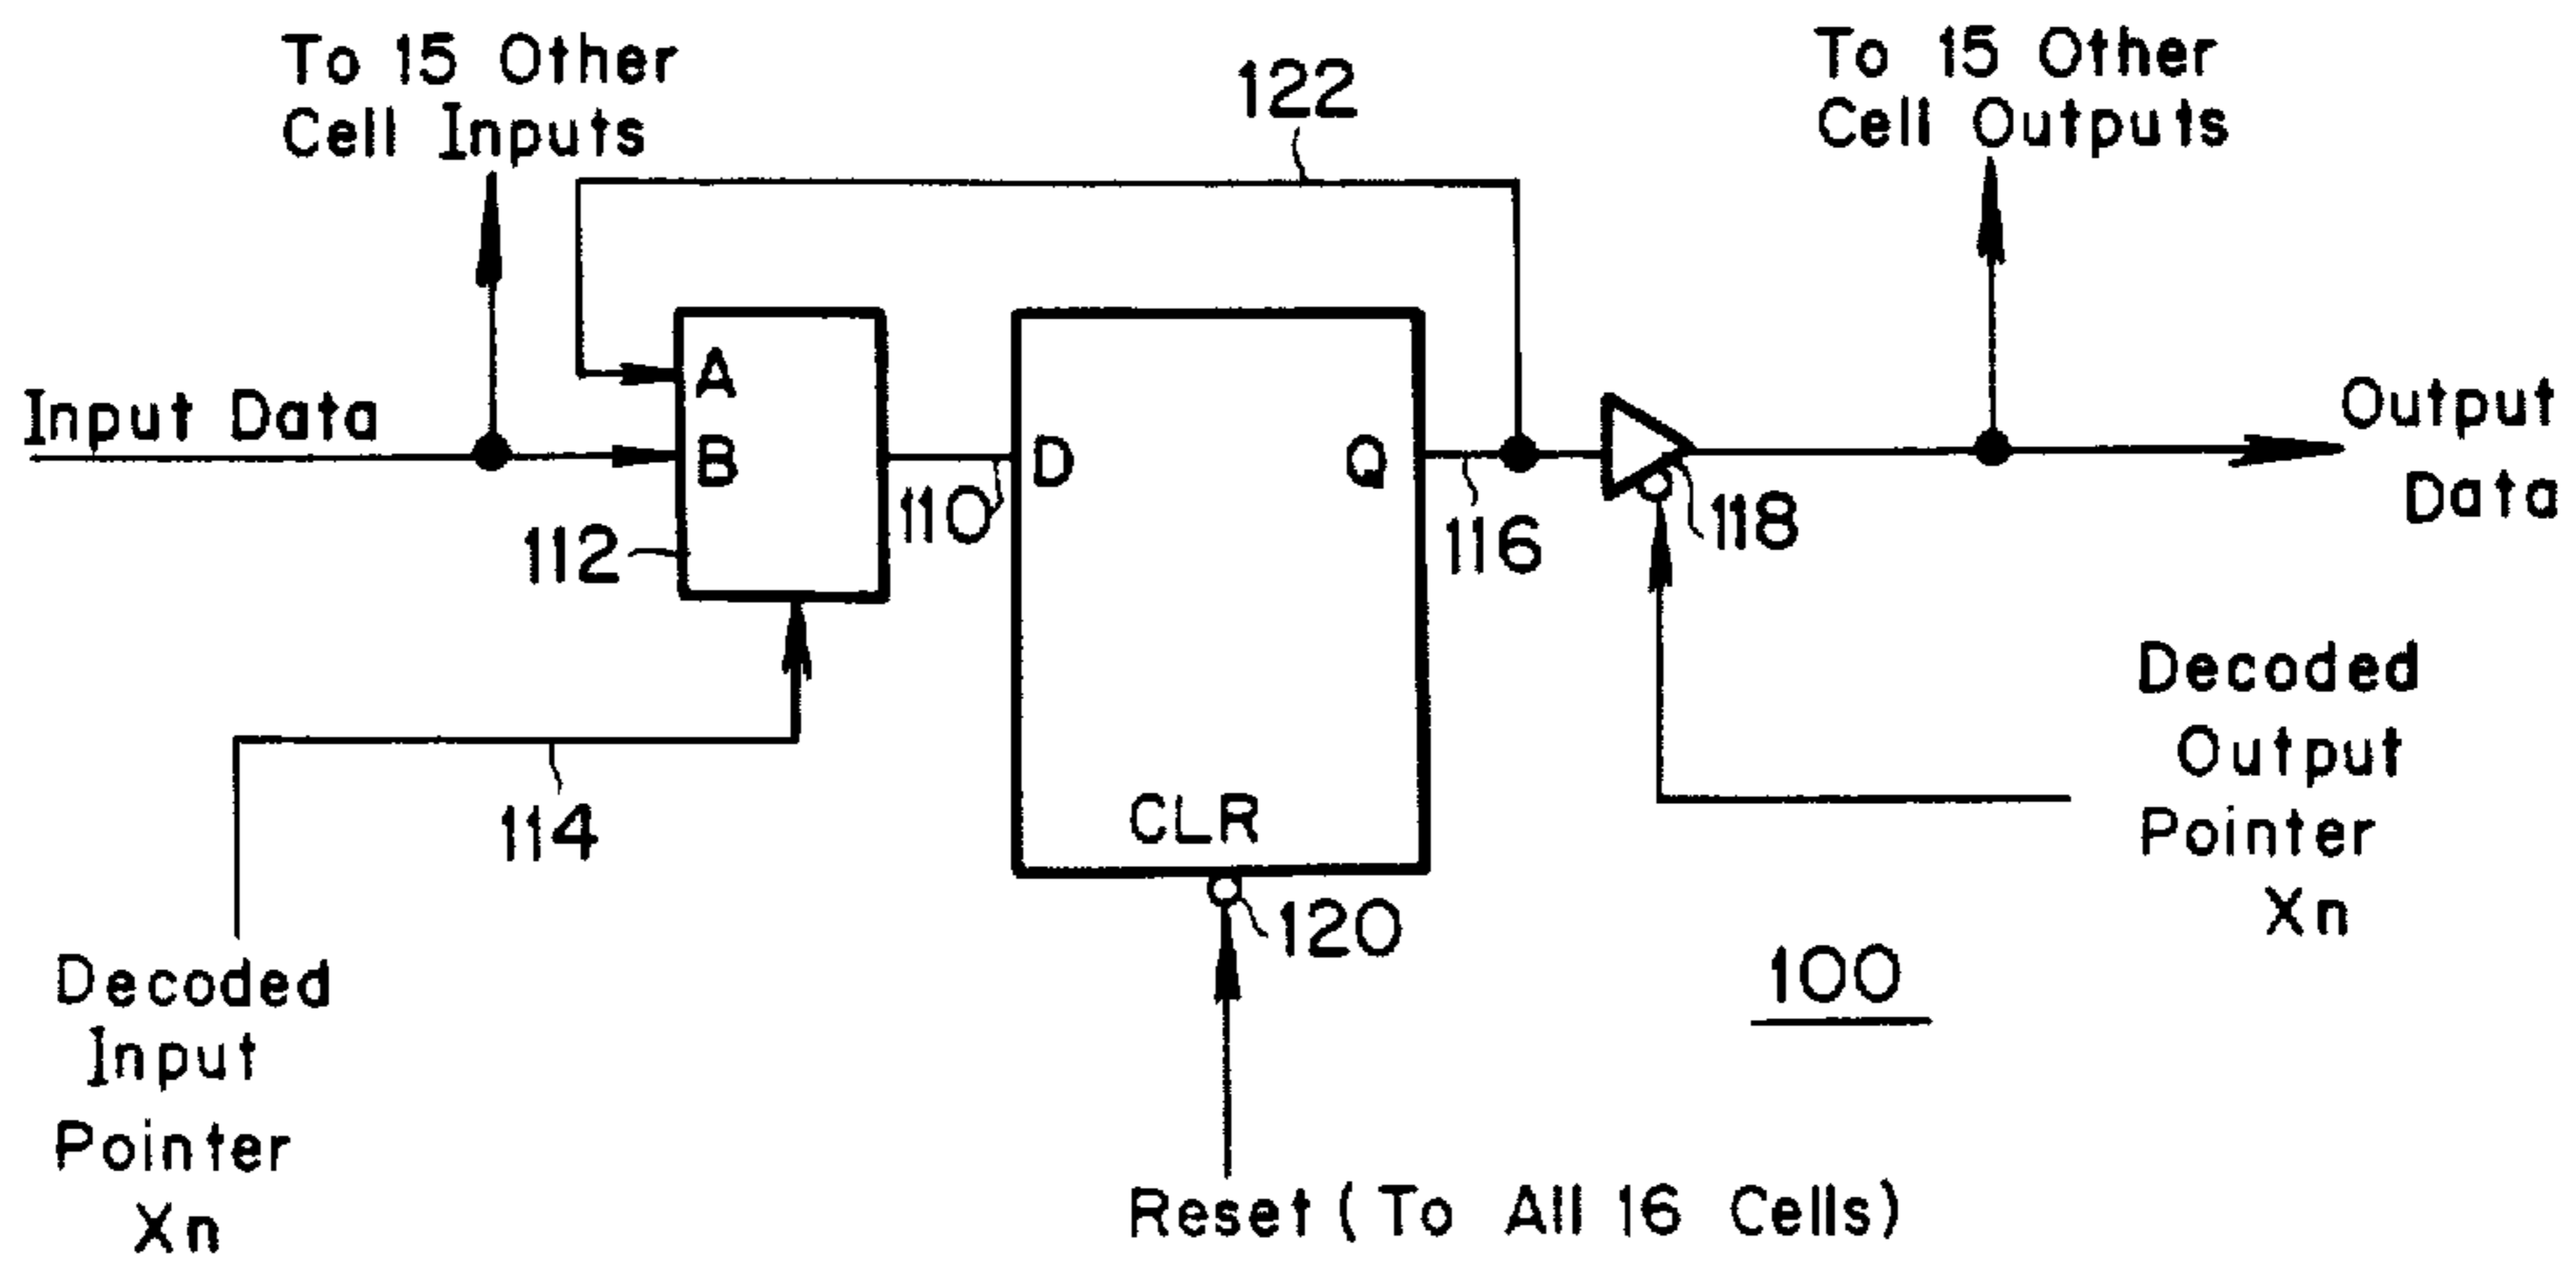 To 15 Other
Cell Inputs
122
To 15 Other
Cell Outputs
Input Data
A
B
112
110
D
Q
116
118
Output
Data
114
CLR
120
Decoded
Input
Pointer
Xn
Decoded
Output
Pointer
Xn
100
Reset (To All 16 Cells)